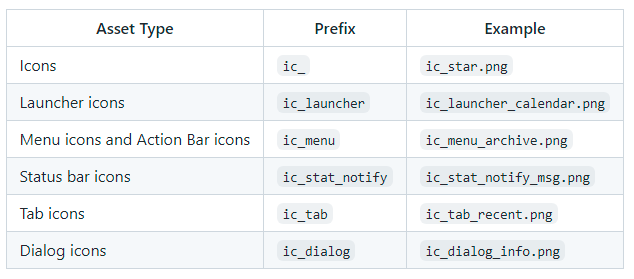 Asset Type Prefix Example
Icons ic_ ic_star.png
Launcher icons ic_launcher ic_launcher_calendar.png
Menu icons and Action Bar icons ic_menu ic_menu_archive.png
Status bar icons ic_stat_notify ic_stat_notify_msg.png
Tab icons ic_tab ic_tab_recent.png
Dialog icons ic_dialog ic_dialog_info.png